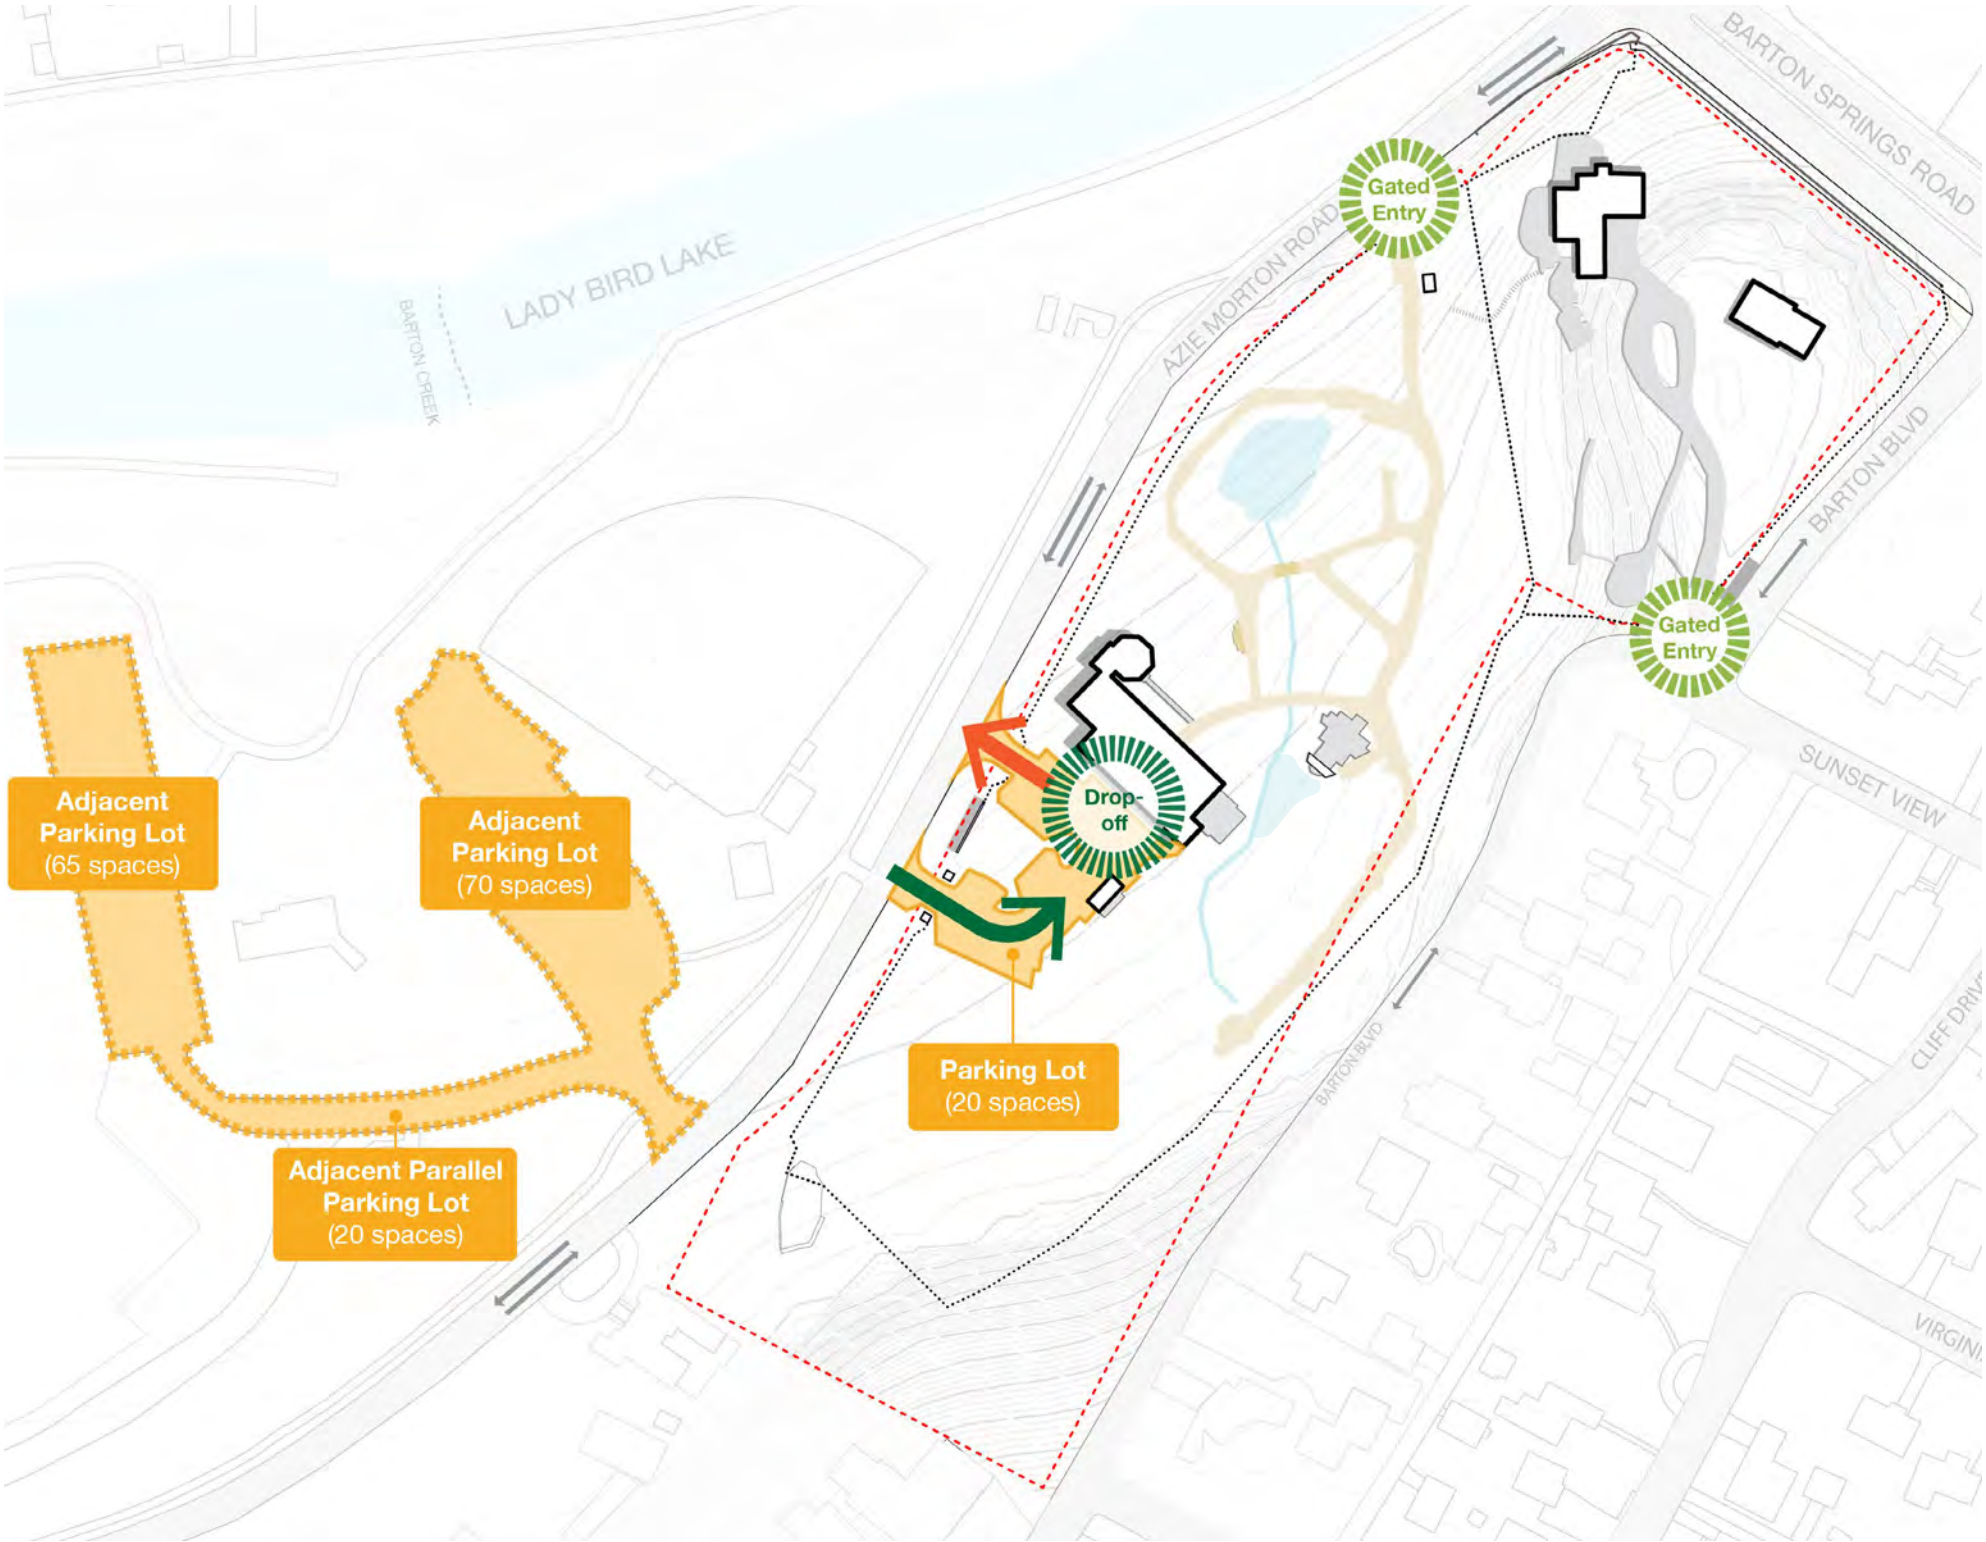 BARTON SPRINGS ROAD
Gated
Entry
AZIE MORTON ROAD
LADY BIRD LAKE
BARTON CREEK
BARTON BLVD
Gated
Entry
SUNSET VIEW
Adjacent
Parking Lot
(65 spaces)
Adjacent
Parking Lot
(70 spaces)
Drop-
off
CLIFF DRIV
BARTON BLVD
Parking Lot
(20 spaces)
Adjacent Parallel
Parking Lot
(20 spaces)
VIRGINI